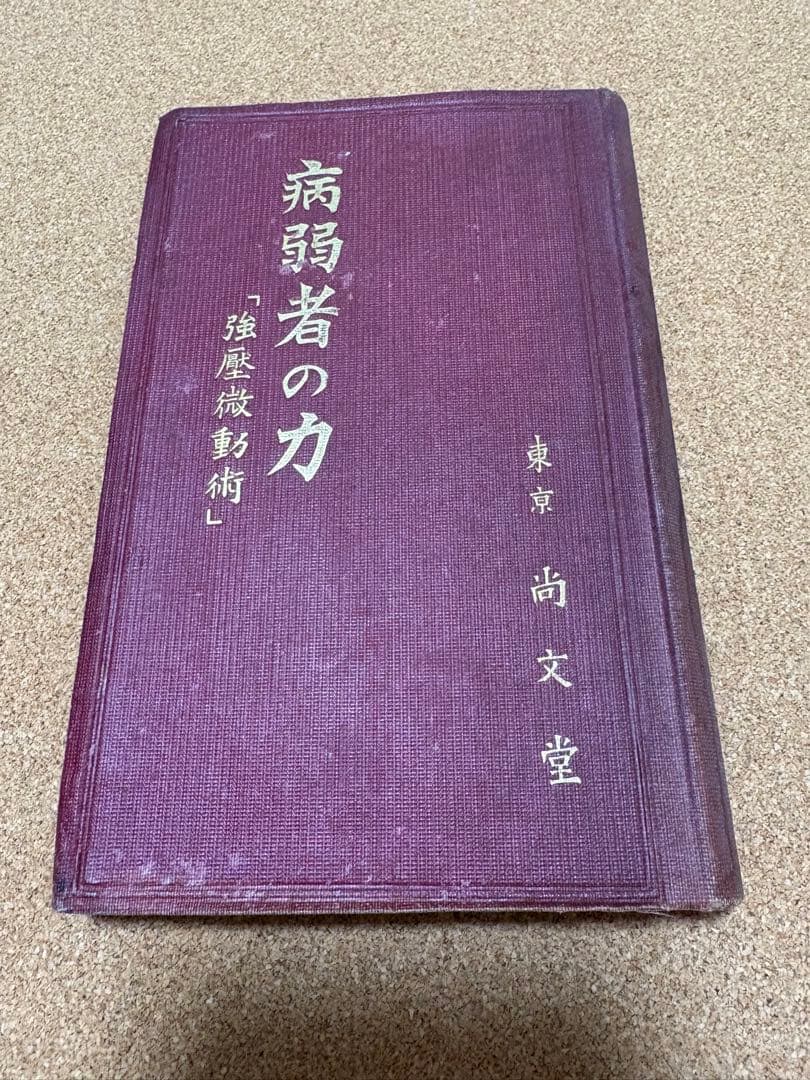 東京 尚文堂
病弱者の力
「強壓微動術」